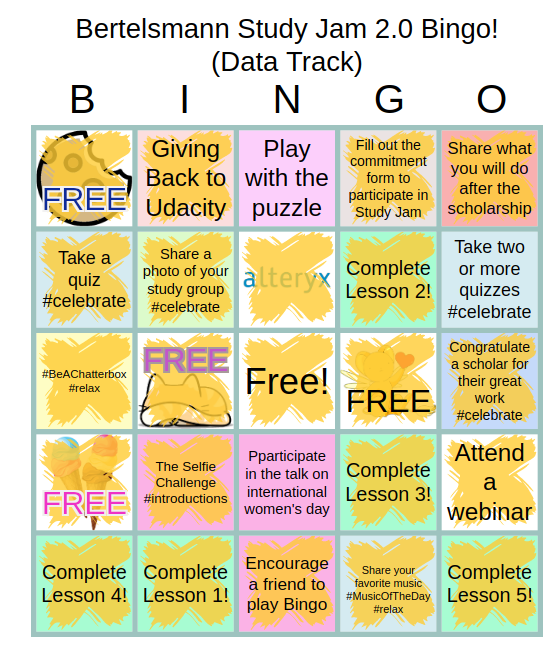 Bertelsmann Study Jam 2.0 Bingo!
(Data Track)
B I N G O
FREE
Giving
Back to
Udacity
Play
with the
puzzle
Fill out the
commitment
form to
participate in
Study Jam
Share what
you will do
after the
scholarship
Take a
quiz
#celebrate
Share a
photo of your
study group
#celebrate
alteryx
Complete
Lesson 2!
Take two
or more
quizzes
#celebrate
#BeAChatterbox
#relax
FREE
Free!
FREE
Congratulate
a scholar for
their great
work
#celebrate
FREE
The Selfie
Challenge
#introductions
Pparticipate
in the talk on
international
women's day
Complete
Lesson 3!
Attend
a
webinar
Complete
Lesson 4!
Complete
Lesson 1!
Encourage
a friend to
play Bingo
Share your
favorite music
#MusicOfTheDay
#relax
Complete
Lesson 5!